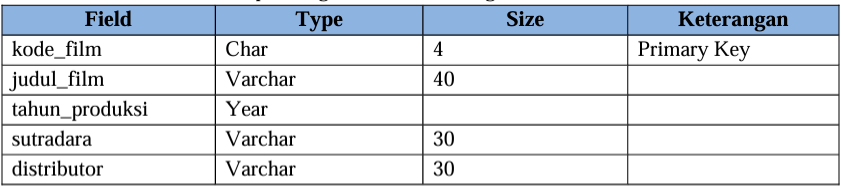 Field Type Size Keterangan
kode_film Char 4 Primary Key
judul_film Varchar 40
tahun_produksi Year
sutradara Varchar 30
distributor Varchar 30